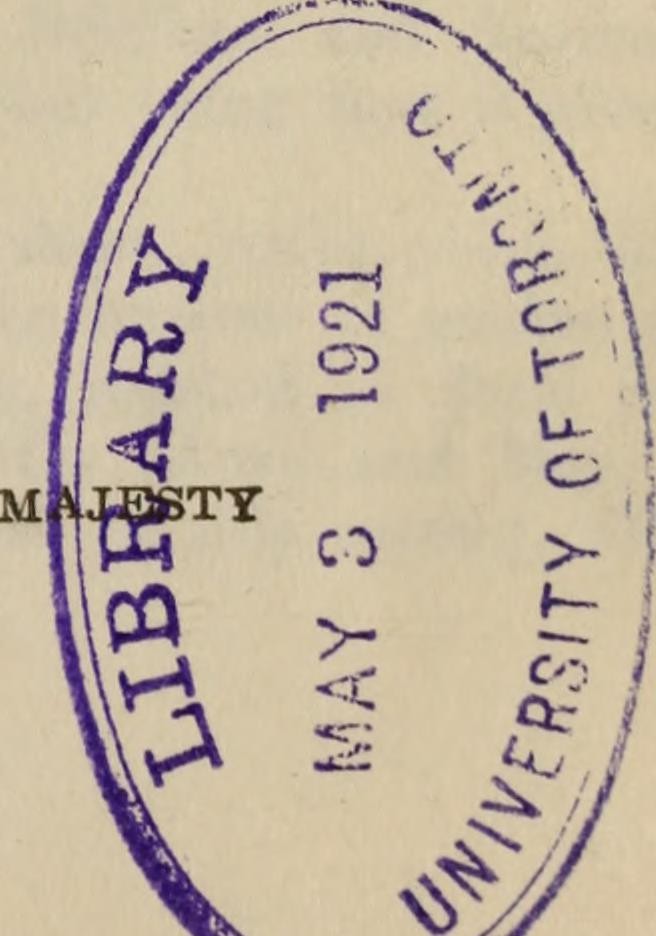 LIBRARY
MAY 3 1921
UNIVERSITY OF TORONTO
MAJESTY